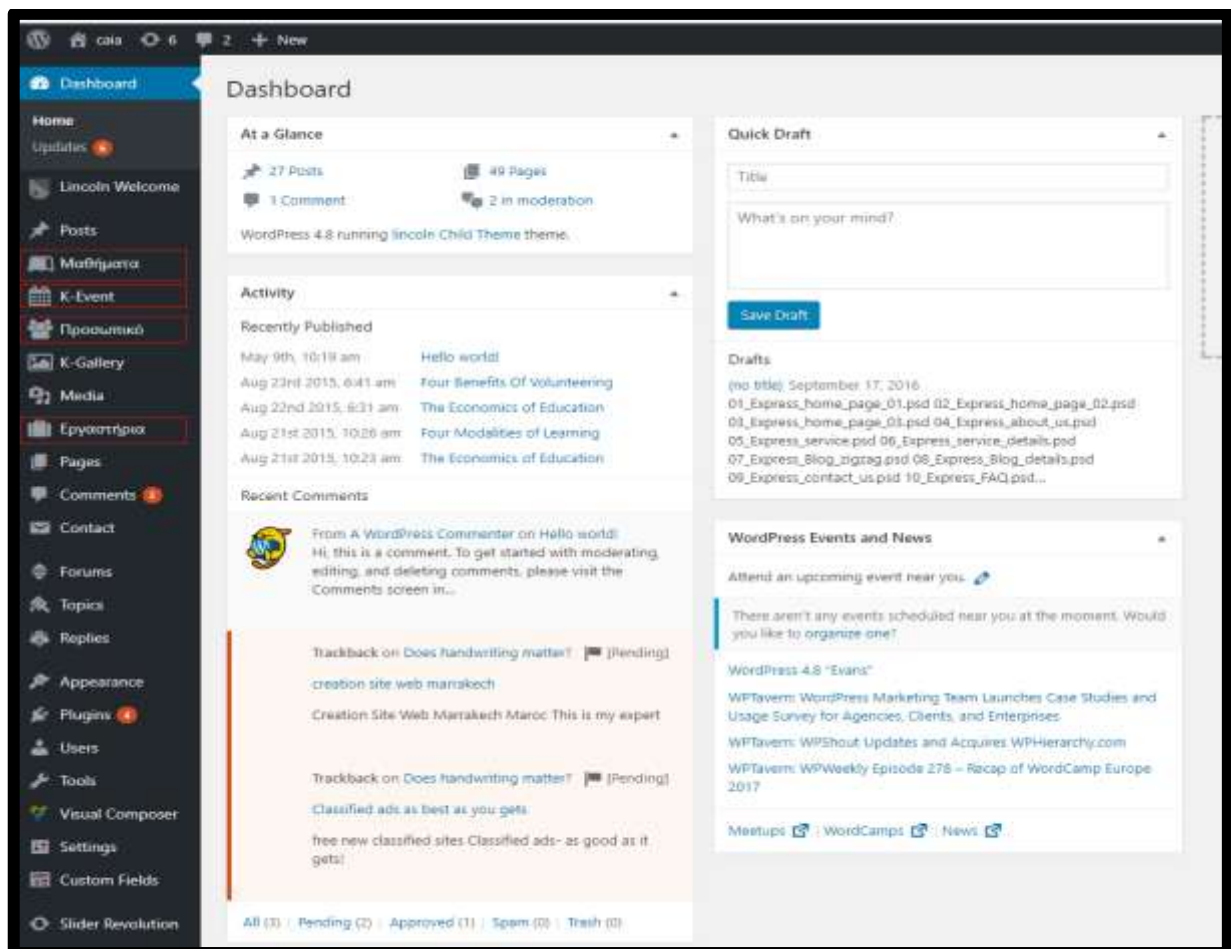 caia 6 2 + New
Dashboard
Home
Updates 6
Lincoln Welcome
Posts
Μαθήματα
K-Event
Προσωπικό
K-Gallery
Media
Εργαστήρια
Pages
Comments 2
Contact
Forums
Topics
Replies
Appearance
Plugins 4
Users
Tools
Visual Composer
Settings
Custom Fields
Slider Revolution
Dashboard
At a Glance
27 Posts 49 Pages
1 Comment 2 in moderation
WordPress 4.8 running lincoln Child Theme theme.
Activity
Recently Published
May 9th, 10:19 am Hello world!
Aug 23rd 2015, 6:41 am Four Benefits Of Volunteering
Aug 22nd 2015, 6:31 am The Economics of Education
Aug 21st 2015, 10:26 am Four Modalities of Learning
Aug 21st 2015, 10:23 am The Economics of Education
Recent Comments
From A WordPress Commenter on Hello world!
Hi, this is a comment. To get started with moderating,
editing, and deleting comments, please visit the
Comments screen in...
Trackback on Does handwriting matter? [Pending]
creation site web marrakech
Creation Site Web Marrakech Maroc This is my expert
Trackback on Does handwriting matter? [Pending]
Classified ads as best as you gets
free new classified sites Classified ads- as good as it
gets!
All (3) | Pending (2) | Approved (1) | Spam (0) | Trash (0)
Quick Draft
Title
What's on your mind?
Save Draft
Drafts
(no title) September 17, 2016
01_Express_home_page_01.psd 02_Express_home_page_02.psd
03_Express_home_page_03.psd 04_Express_about_us.psd
05_Express_service.psd 06_Express_service_details.psd
07_Express_Blog_zigzag.psd 08_Express_Blog_details.psd
09_Express_contact_us.psd 10_Express_FAQ.psd...
WordPress Events and News
Attend an upcoming event near you.
There aren't any events scheduled near you at the moment. Would
you like to organize one?
WordPress 4.8 "Evans"
WPTavern: WordPress Marketing Team Launches Case Studies and
Usage Survey for Agencies, Clients, and Enterprises
WPTavern: WPShout Updates and Acquires WPHierarchy.com
WPTavern: WPWeekly Episode 278 – Recap of WordCamp Europe
2017
Meetups | WordCamps | News